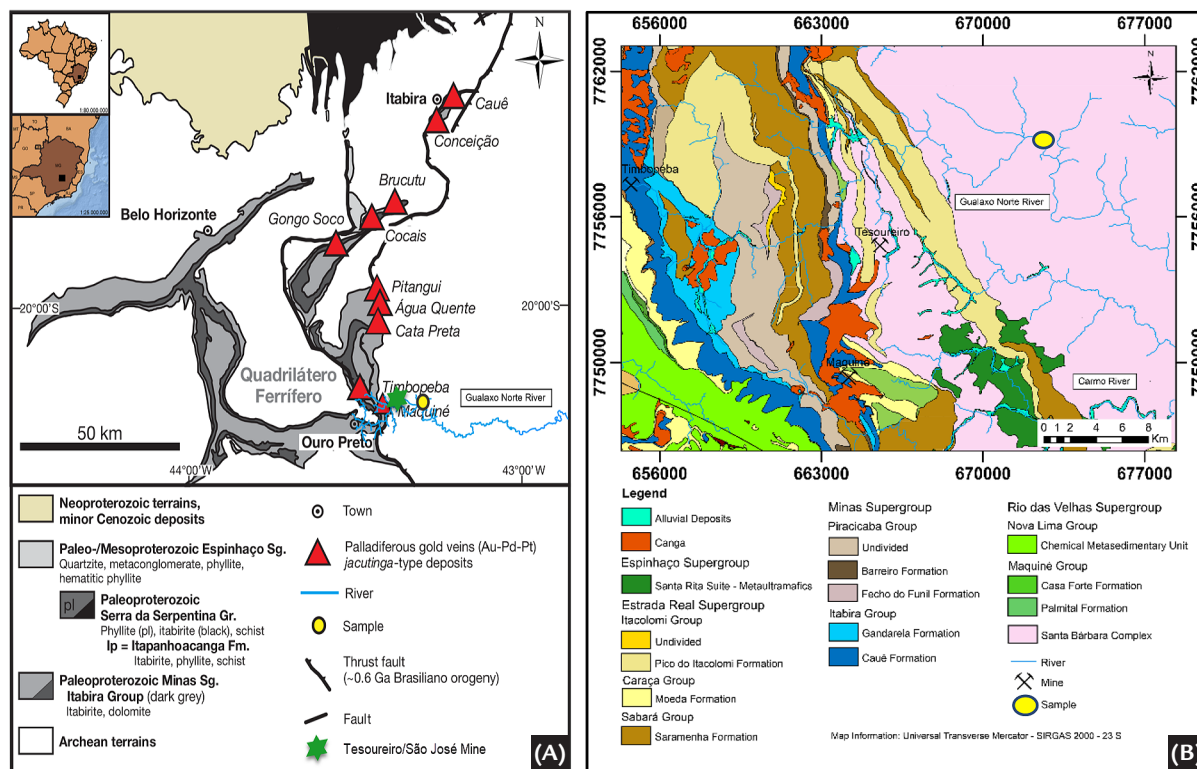 N
1:80 000 000
1:25 000 000
Itabira
Cauê
Conceição
Brucutu
Belo Horizonte
Gongo Soco
Cocais
Pitangui
20°00'S
20°00'S
Água Quente
Cata Preta
Quadrilátero
Ferrífero
Timbopeba
Gualaxo Norte River
Maquiné
50 km
Ouro Preto
44°00'W
43°00'W
Neoproterozoic terrains,
minor Cenozoic deposits
Paleo-/Mesoproterozoic Espinhaço Sg.
Quartzite, metaconglomerate, phyllite,
hematitic phyllite
pl
Paleoproterozoic
Serra da Serpentina Gr.
Phyllite (pl), itabirite (black), schist
Ip = Itapanhoacanga Fm.
Itabirite, phyllite, schist
Paleoproterozoic Minas Sg.
Itabira Group (dark grey)
Itabirite, dolomite
Archean terrains
Town
Palladiferous gold veins (Au-Pd-Pt)
jacutinga-type deposits
River
Sample
Thrust fault
(~0.6 Ga Brasiliano orogeny)
Fault
Tesoureiro/São José Mine
(A)
656000 663000 670000 677000
7762000
7756000
7750000
N
Timbopeba
Gualaxo Norte River
Tesoureiro
Maquiné
Carmo River
0 1 2 4 6 8
Km
656000 663000 670000 677000
Legend
Alluvial Deposits
Canga
Espinhaço Supergroup
Santa Rita Suite - Metaultramafics
Estrada Real Supergroup
Itacolomi Group
Undivided
Pico do Itacolomi Formation
Caraça Group
Moeda Formation
Sabará Group
Saramenha Formation
Minas Supergroup
Piracicaba Group
Undivided
Barreiro Formation
Fecho do Funil Formation
Itabira Group
Gandarela Formation
Cauê Formation
Rio das Velhas Supergroup
Nova Lima Group
Chemical Metasedimentary Unit
Maquiné Group
Casa Forte Formation
Palmital Formation
Santa Bárbara Complex
River
Mine
Sample
Map Information: Universal Transverse Mercator - SIRGAS 2000 - 23 S
(B)